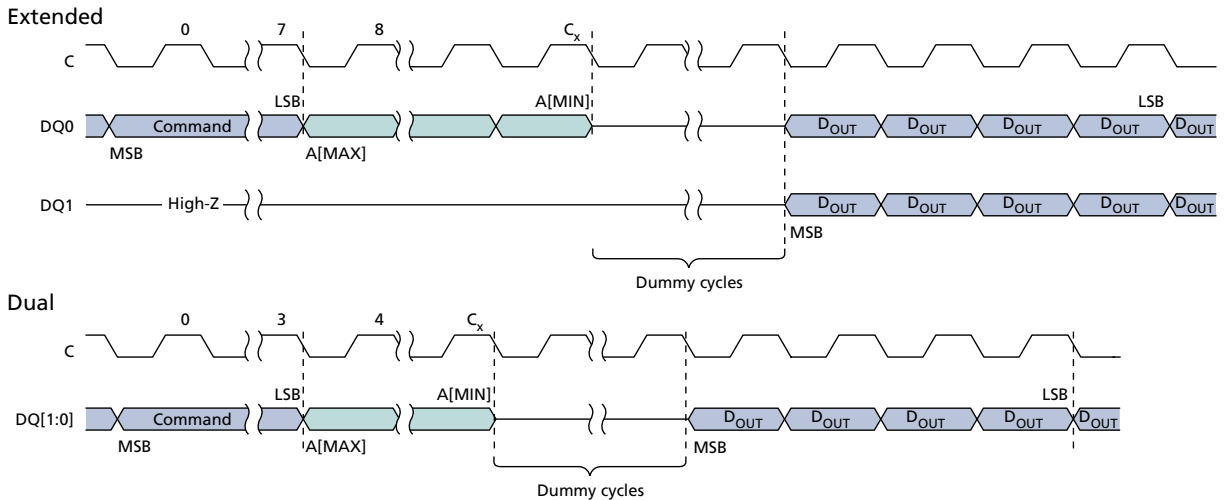 Extended
0 7 8 Cx
C
LSB A[MIN] LSB
DQ0 Command DOUT DOUT DOUT DOUT DOUT
MSB A[MAX]
DQ1 High-Z DOUT DOUT DOUT DOUT DOUT
MSB
Dummy cycles
Dual
0 3 4 Cx
C
LSB A[MIN] LSB
DQ[1:0] Command DOUT DOUT DOUT DOUT DOUT
MSB A[MAX] MSB
Dummy cycles